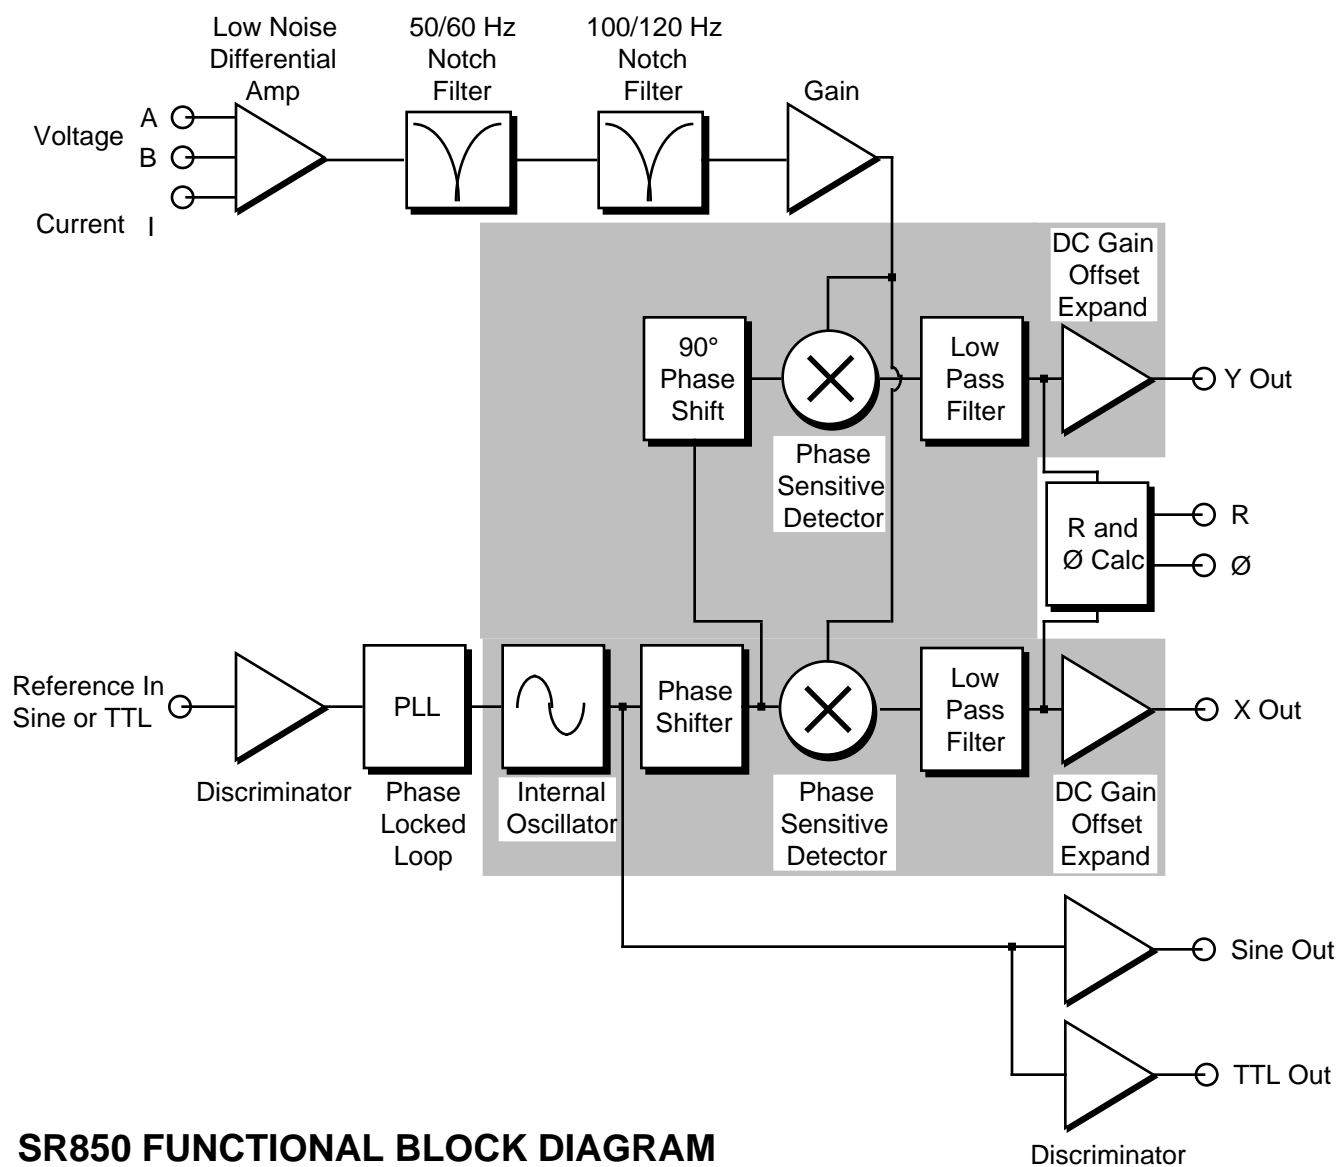 Low Noise
Differential
Amp
50/60 Hz
Notch
Filter
100/120 Hz
Notch
Filter
Gain
Voltage
A
B
Current
I
DC Gain
Offset
Expand
90°
Phase
Shift
Low
Pass
Filter
Y Out
Phase
Sensitive
Detector
R and
Ø Calc
R
Ø
Reference In
Sine or TTL
PLL
Phase
Shifter
Low
Pass
Filter
X Out
Discriminator
Phase
Locked
Loop
Internal
Oscillator
Phase
Sensitive
Detector
DC Gain
Offset
Expand
Sine Out
TTL Out
Discriminator
SR850 FUNCTIONAL BLOCK DIAGRAM